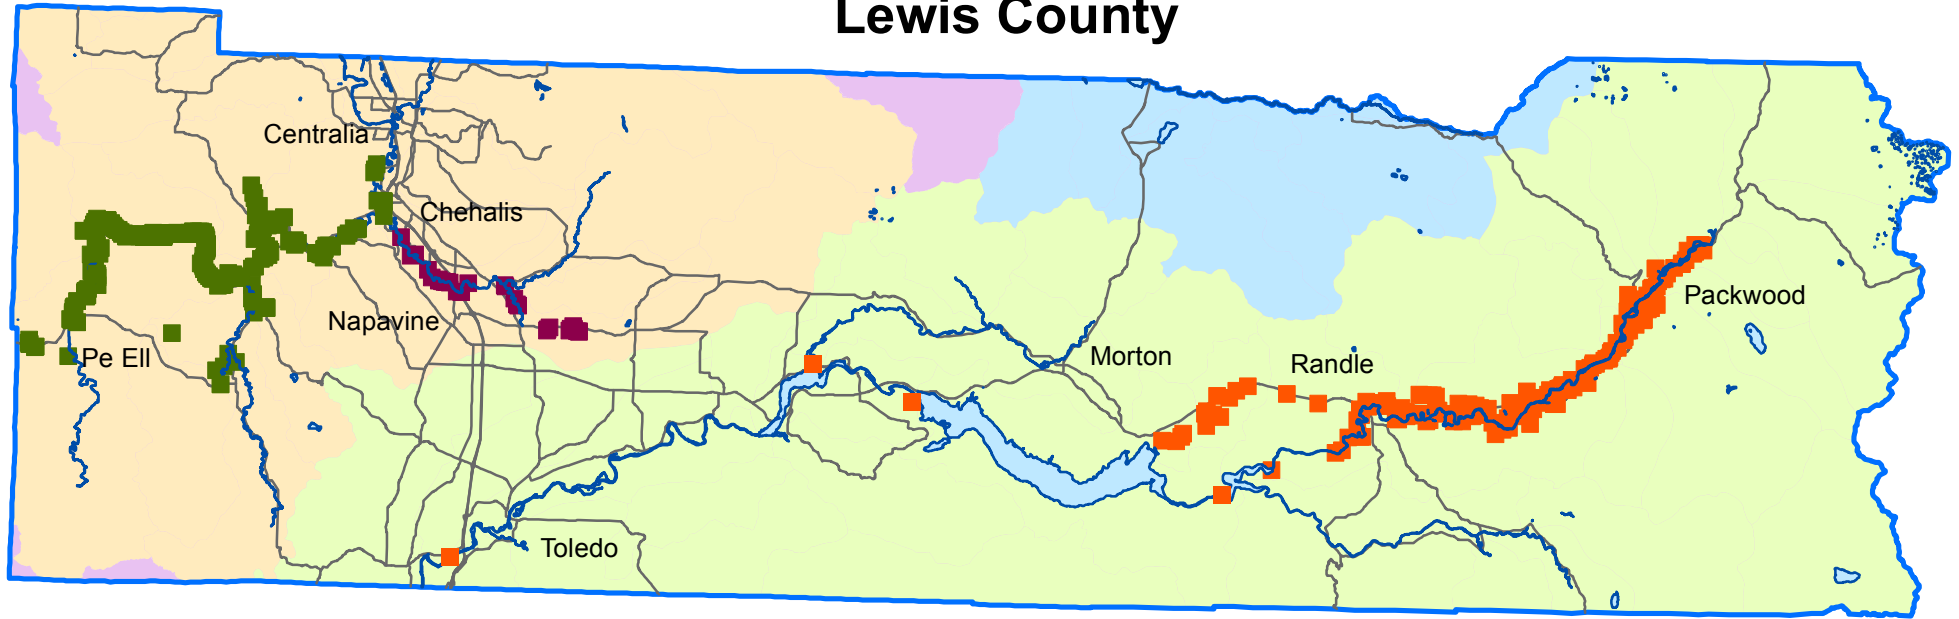 Lewis County
Centralia
Chehalis
Packwood
Napavine
Pe Ell
Morton
Randle
Toledo